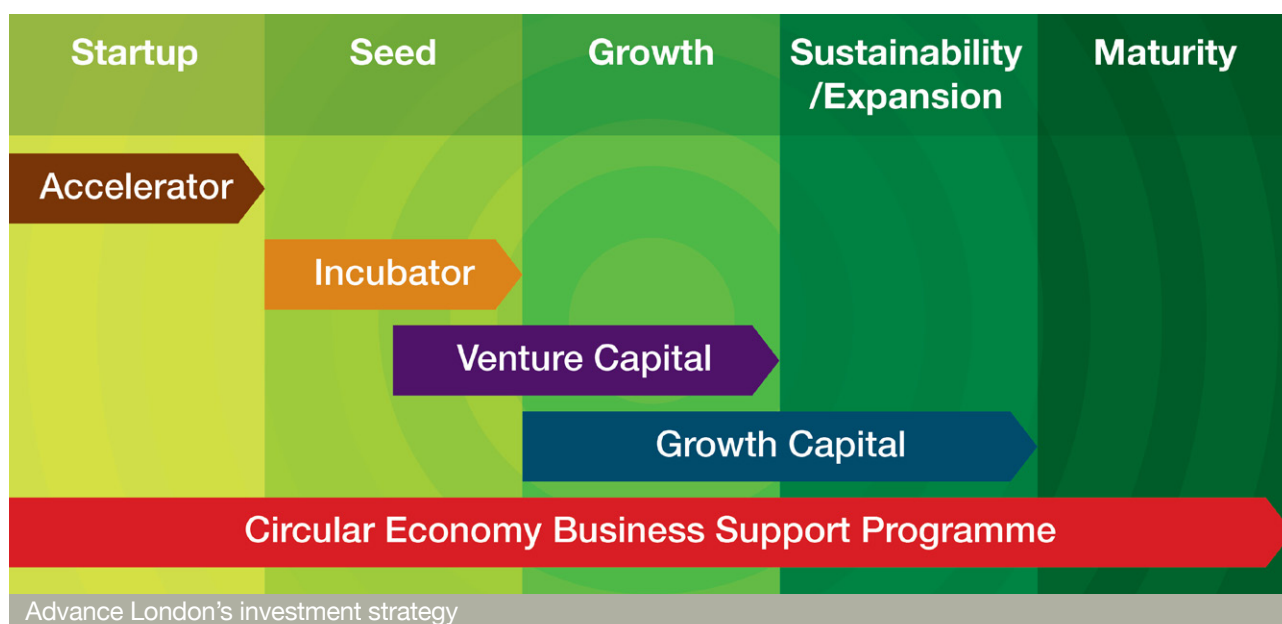 Startup
Seed
Growth
Sustainability
/Expansion
Maturity
Accelerator
Incubator
Venture Capital
Growth Capital
Circular Economy Business Support Programme
Advance London’s investment strategy